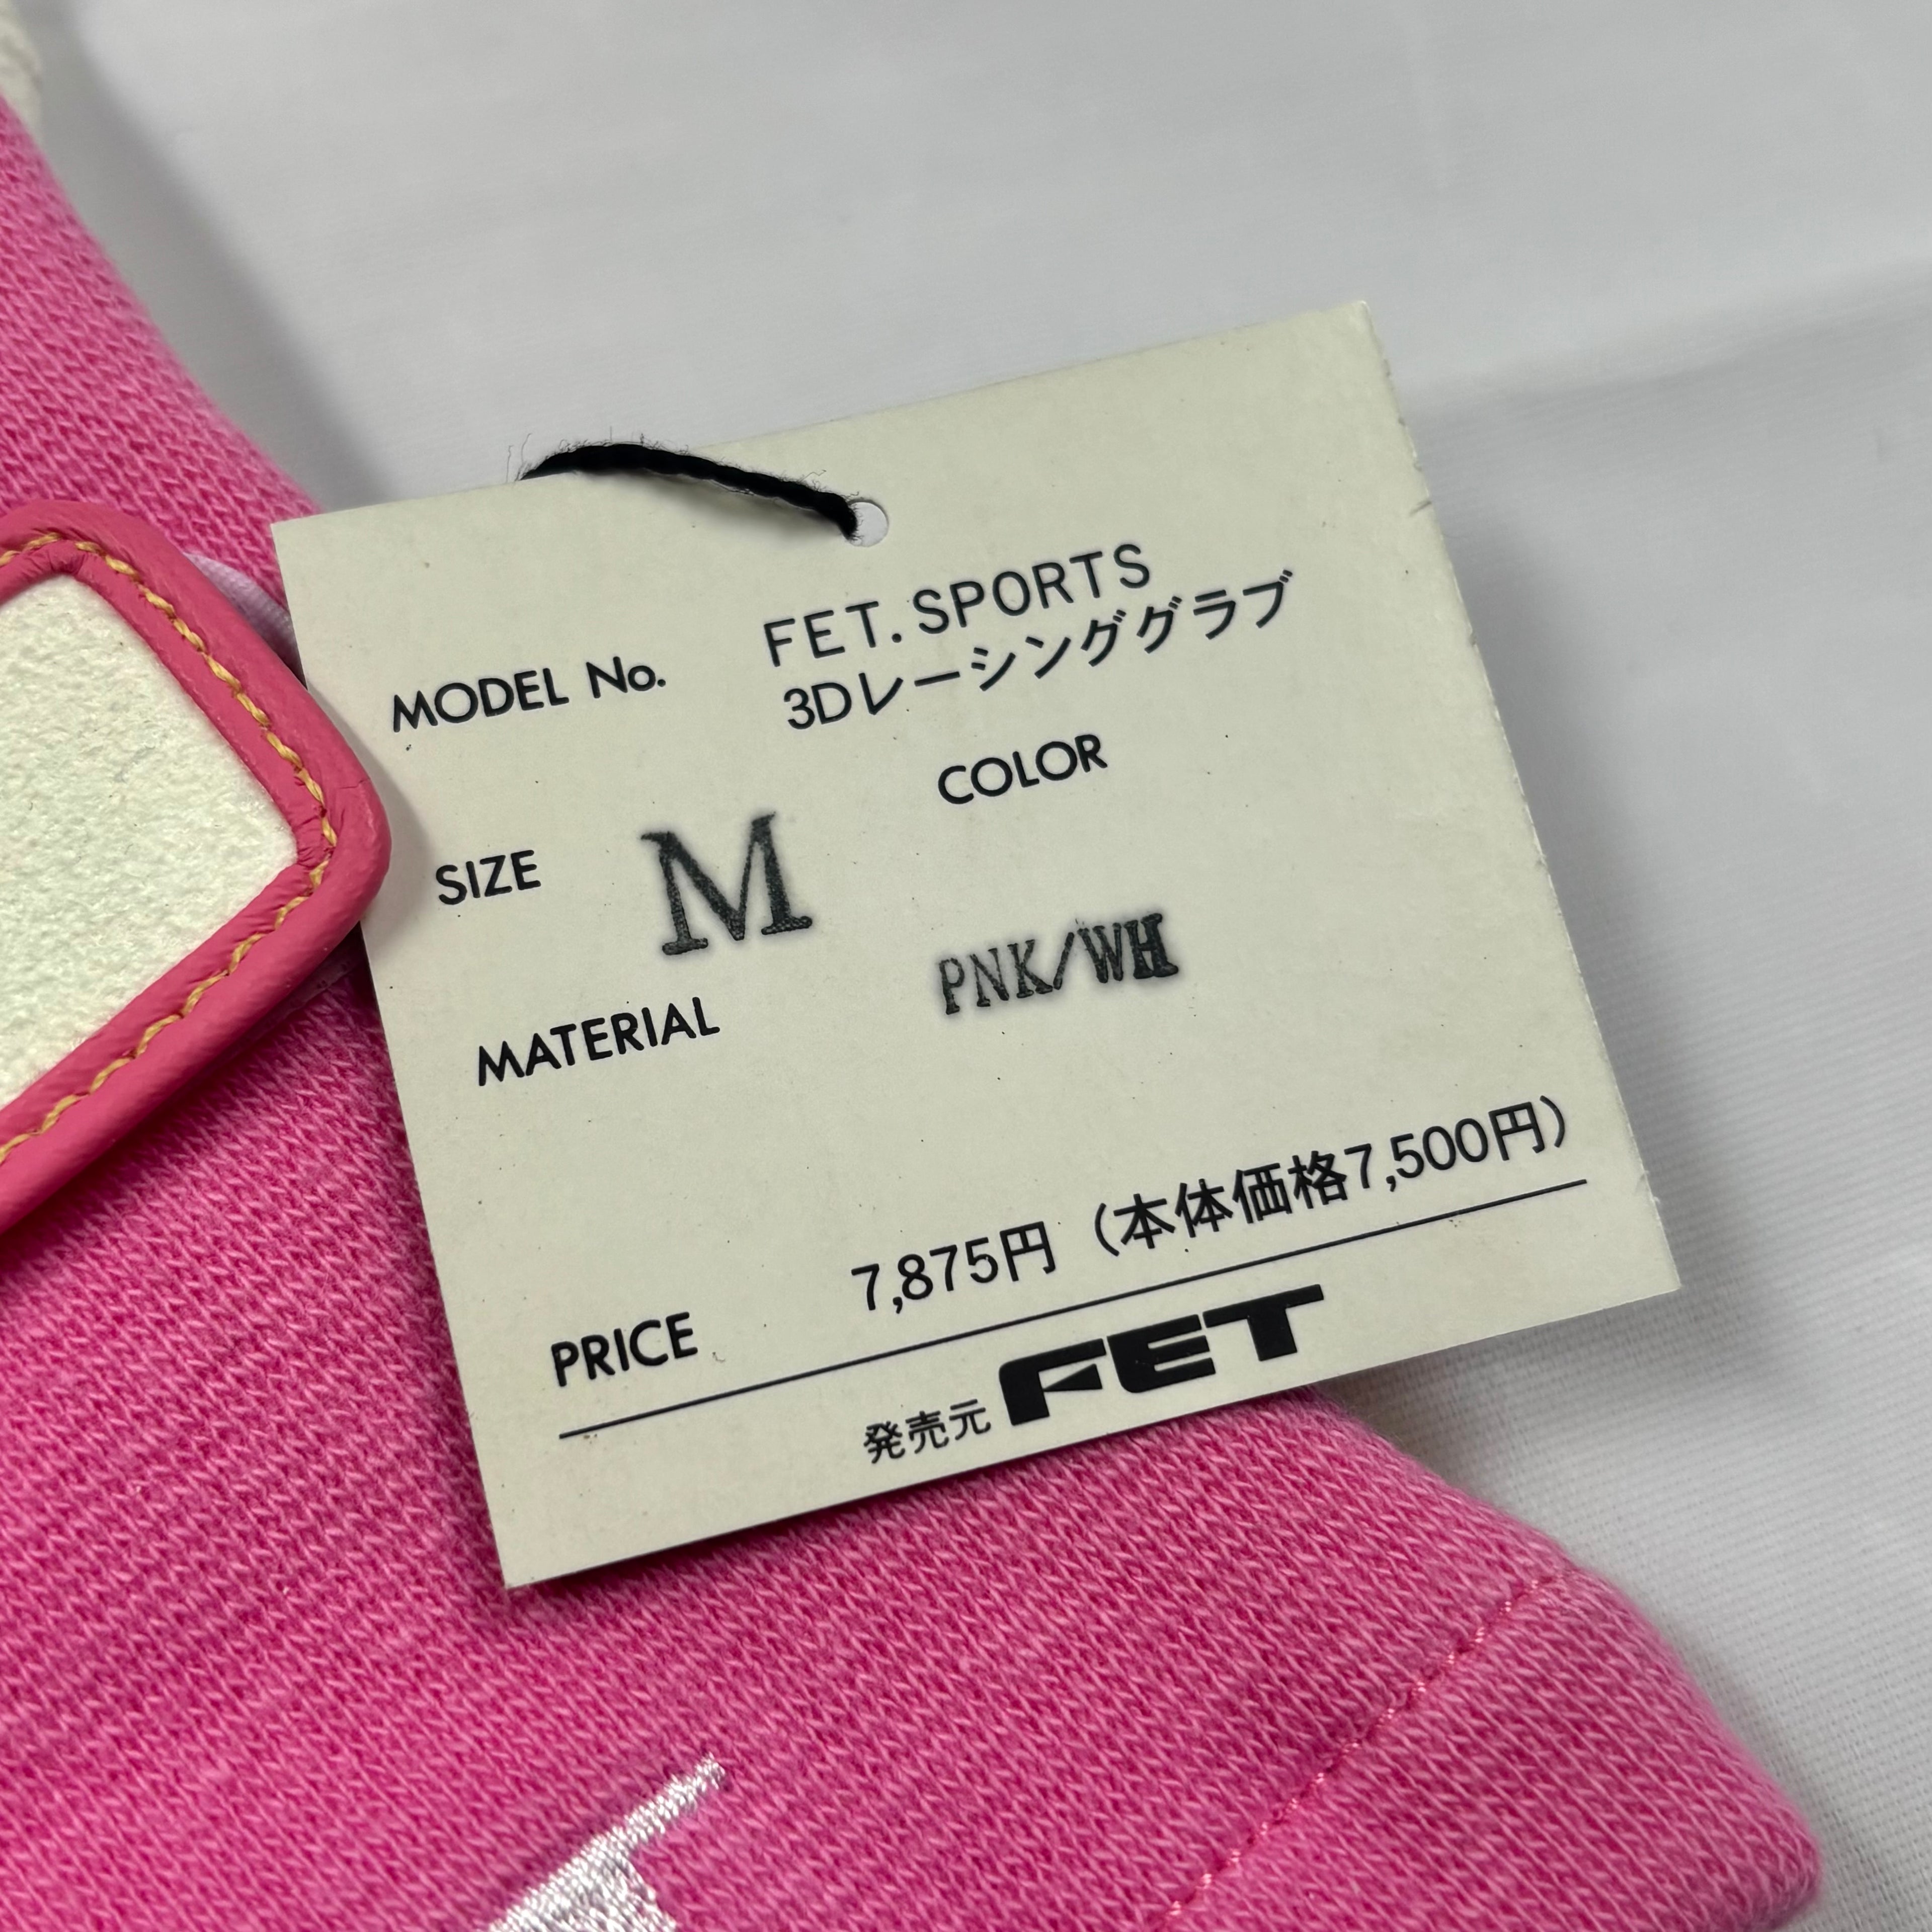 FET.SPORTS
MODEL No. 3Dレーシンググラブ
COLOR
SIZE M
PNK/WH
MATERIAL
PRICE 7,875円（本体価格7,500円）
発売元 FET